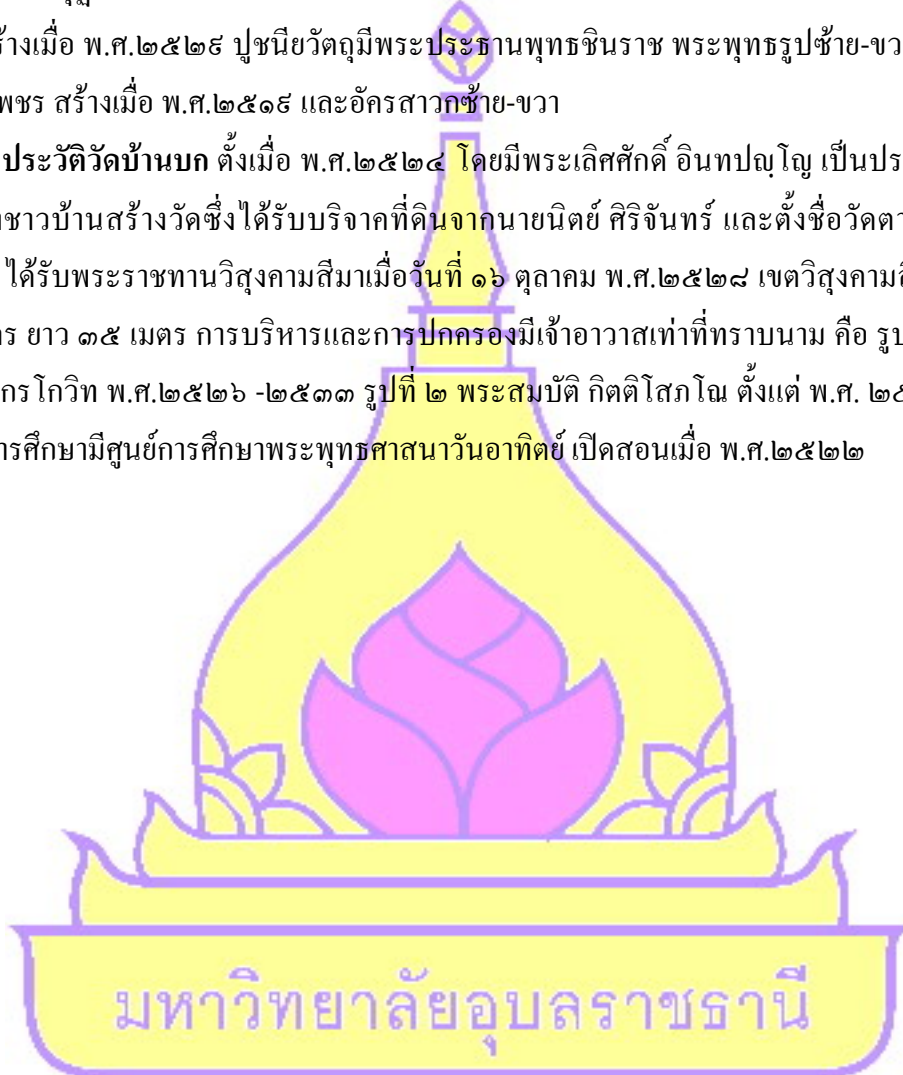 ร้างเมื่อ พ.ศ.๒๕๒๙ ปูชนียวัตถุมีพระประธานพุทธชินราช พระพุทธรูปซ้าย-ขวา
เพชร สร้างเมื่อ พ.ศ.๒๕๑๙ และอัครสาวกซ้าย-ขวา
ประวัติวัดบ้านบก ตั้งเมื่อ พ.ศ.๒๕๒๔ โดยมีพระเลิศศักดิ์ อินทปญฺโญ เป็นประ
ชาวบ้านสร้างวัดซึ่งได้รับบริจาคที่ดินจากนายนิตย์ ศิริจันทร์ และตั้งชื่อวัดตา
ได้รับพระราชทานวิสุงคามสีมาเมื่อวันที่ ๑๖ ตุลาคม พ.ศ.๒๕๒๘ เขตวิสุงคามสี
ร ยาว ๓๕ เมตร การบริหารและการปกครองมีเจ้าอาวาสเท่าที่ทราบนาม คือ รูป
กร โกวิท พ.ศ.๒๕๒๖ -๒๕๓๓ รูปที่ ๒ พระสมบัติ กิตติโสภโณ ตั้งแต่ พ.ศ. ๒๕
การศึกษามีศูนย์การศึกษาพระพุทธศาสนาวันอาทิตย์ เปิดสอนเมื่อ พ.ศ.๒๕๒๒
มหาวิทยาลัยอุบลราชธานี